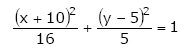 (x + 10)²/16 + (y − 5)²/5 = 1